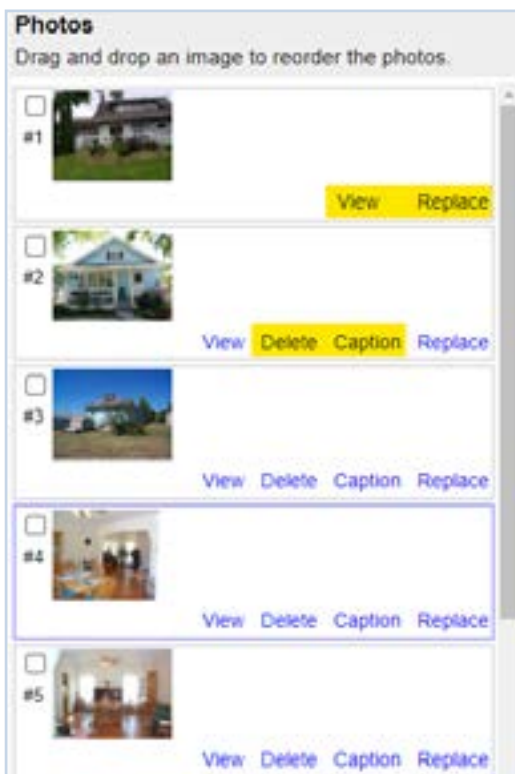 Photos
Drag and drop an image to reorder the photos.
#1
View Replace
#2
View Delete Caption Replace
#3
View Delete Caption Replace
#4
View Delete Caption Replace
#5
View Delete Caption Replace